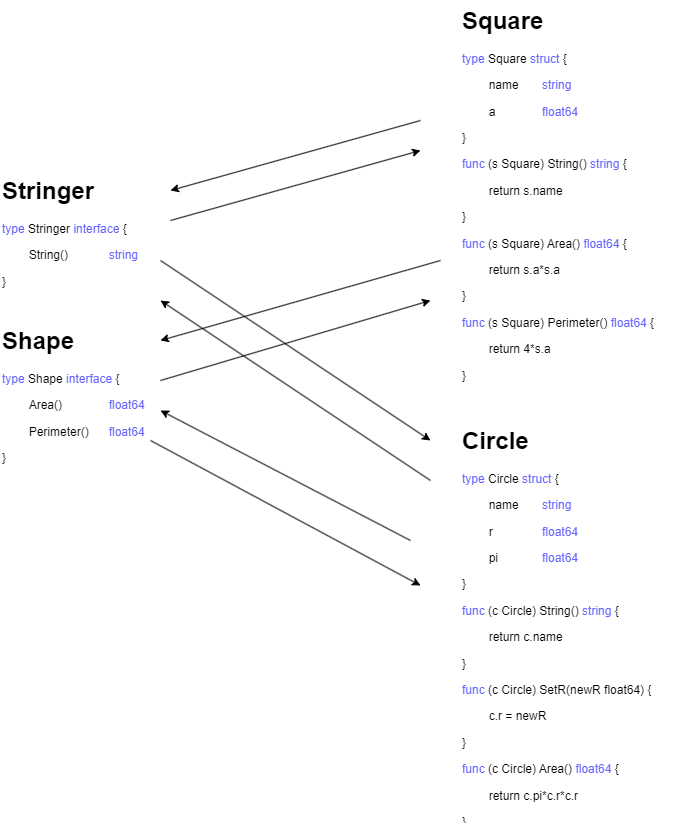 Stringer
type Stringer interface {
String() string
}
Shape
type Shape interface {
Area() float64
Perimeter() float64
}
Square
type Square struct {
name string
a float64
}
func (s Square) String() string {
return s.name
}
func (s Square) Area() float64 {
return s.a*s.a
}
func (s Square) Perimeter() float64 {
return 4*s.a
}
Circle
type Circle struct {
name string
r float64
pi float64
}
func (c Circle) String() string {
return c.name
}
func (c Circle) SetR(newR float64) {
c.r = newR
}
func (c Circle) Area() float64 {
return c.pi*c.r*c.r
}